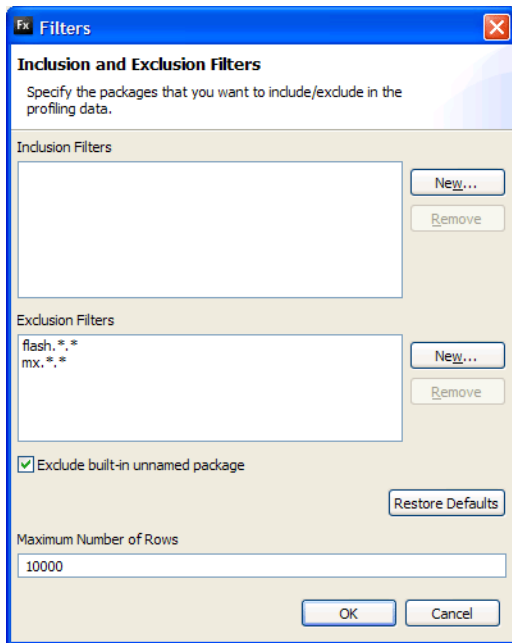 Fx Filters
Inclusion and Exclusion Filters
Specify the packages that you want to include/exclude in the
profiling data.
Inclusion Filters
New...
Remove
Exclusion Filters
flash.*.*
mx.*.*
New...
Remove
Exclude built-in unnamed package
Restore Defaults
Maximum Number of Rows
10000
OK Cancel